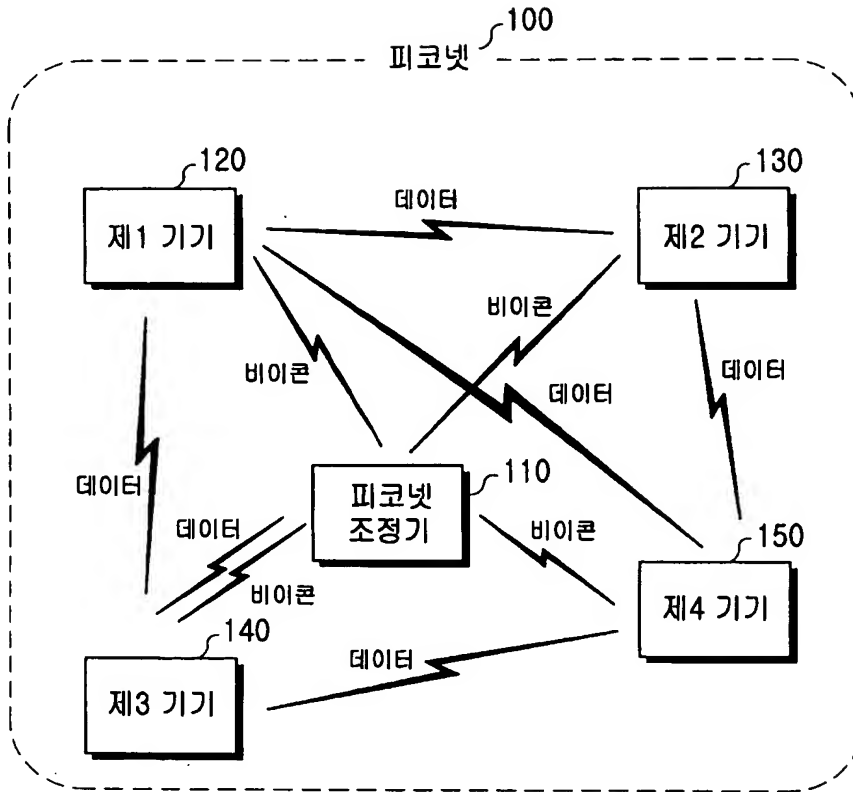 100
피코넷
120
130
제1 기기
데이터
제2 기기
비이콘
비이콘
데이터
데이터
데이터
110
피코넷
조정기
데이터
비이콘
비이콘
150
제4 기기
140
데이터
제3 기기